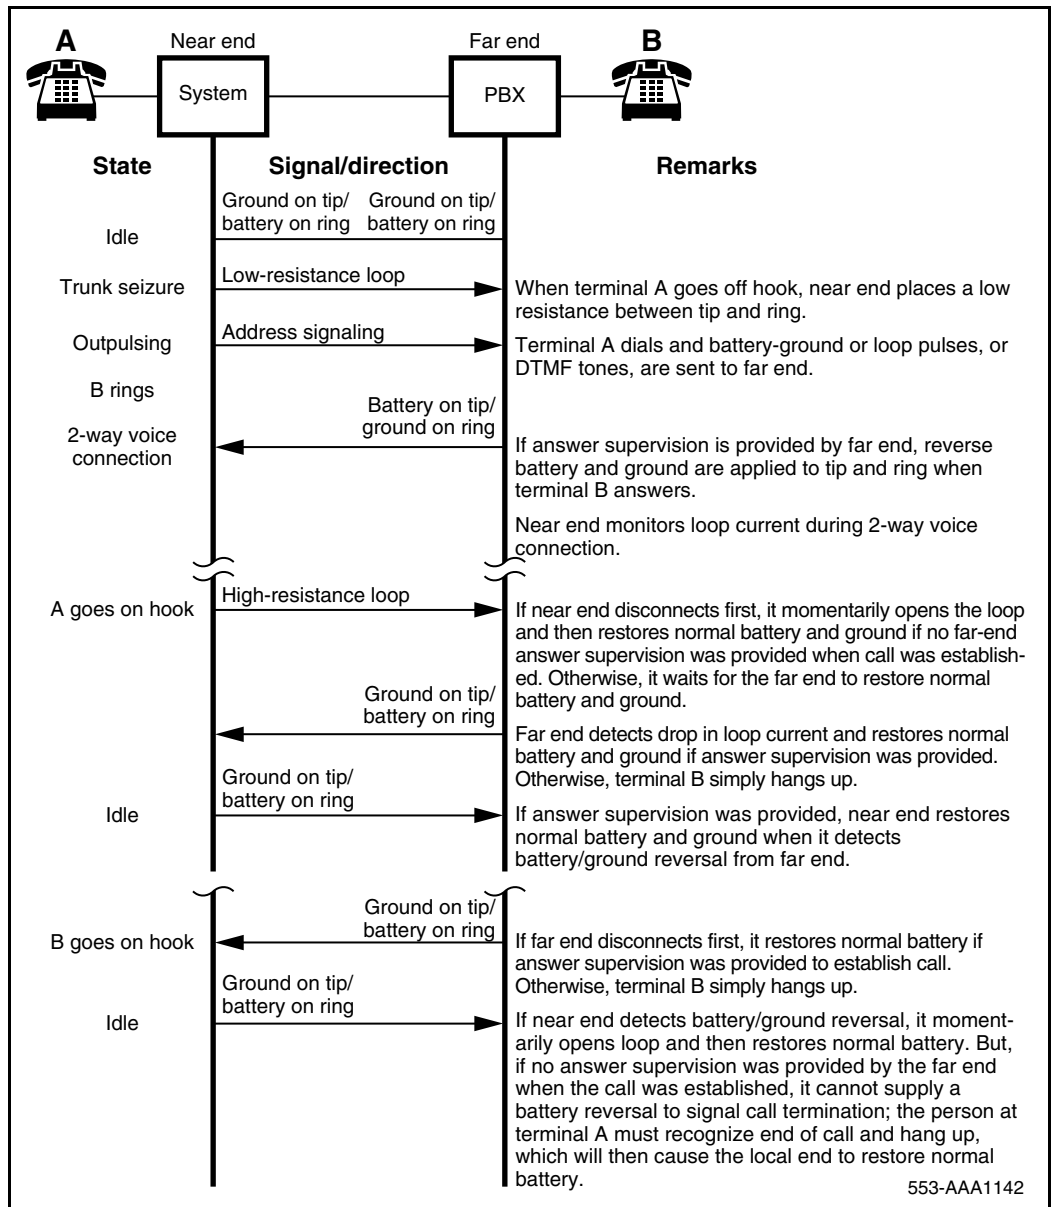 A
Near end
Far end
B
System
PBX
State
Signal/direction
Remarks
Ground on tip/
battery on ring
Ground on tip/
battery on ring
Idle
Trunk seizure
Low-resistance loop
When terminal A goes off hook, near end places a low
resistance between tip and ring.
Outpulsing
Address signaling
Terminal A dials and battery-ground or loop pulses, or
DTMF tones, are sent to far end.
B rings
Battery on tip/
ground on ring
2-way voice
connection
If answer supervision is provided by far end, reverse
battery and ground are applied to tip and ring when
terminal B answers.
Near end monitors loop current during 2-way voice
connection.
A goes on hook
High-resistance loop
If near end disconnects first, it momentarily opens the loop
and then restores normal battery and ground if no far-end
answer supervision was provided when call was establish-
ed. Otherwise, it waits for the far end to restore normal
battery and ground.
Ground on tip/
battery on ring
Far end detects drop in loop current and restores normal
battery and ground if answer supervision was provided.
Otherwise, terminal B simply hangs up.
Ground on tip/
battery on ring
Idle
If answer supervision was provided, near end restores
normal battery and ground when it detects
battery/ground reversal from far end.
Ground on tip/
battery on ring
B goes on hook
If far end disconnects first, it restores normal battery if
answer supervision was provided to establish call.
Otherwise, terminal B simply hangs up.
Ground on tip/
battery on ring
Idle
If near end detects battery/ground reversal, it moment-
arily opens loop and then restores normal battery. But,
if no answer supervision was provided by the far end
when the call was established, it cannot supply a
battery reversal to signal call termination; the person at
terminal A must recognize end of call and hang up,
which will then cause the local end to restore normal
battery.
553-AAA1142